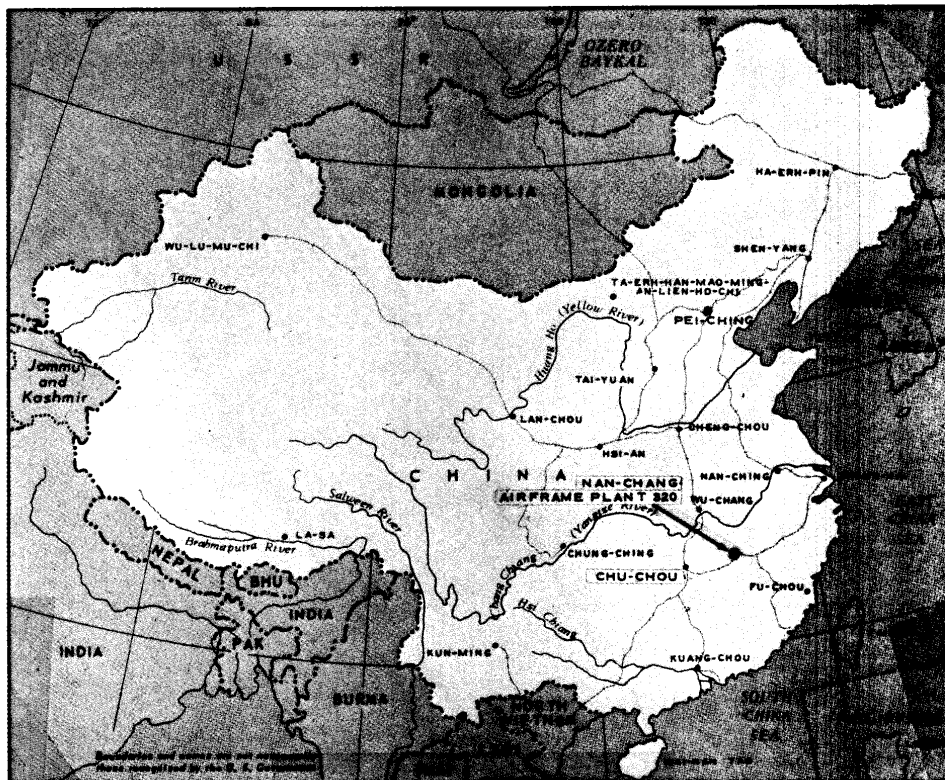 OZERO
BAYKAL
U S S R
MONGOLIA
HA-ERH-PIN
WU-LU-MU-CHI
SHEN-YANG
Tarim River
TA-ERH-HAN-MAO-MING-
AN-LIEN-HO-CHI
PEI-CHING
Huang Ho (Yellow River)
Jammu
and
Kashmir
TAI-YUAN
LAN-CHOU
CHENG-CHOU
HSI-AN
C H I N A
NAN-CHING
NAN-CHANG
AIRFRAME PLANT 320
WU-CHANG
Salween River
Chang Chiang (Yangtze River)
LA-SA
Brahmaputra River
CHUNG-CHING
NEPAL
BHU
CHU-CHOU
FU-CHOU
INDIA
Hsi Chiang
PAK
INDIA
KUN-MING
KUANG-CHOU
BURMA
NORTH
VIETNAM
SOUTH
CHINA
SEA